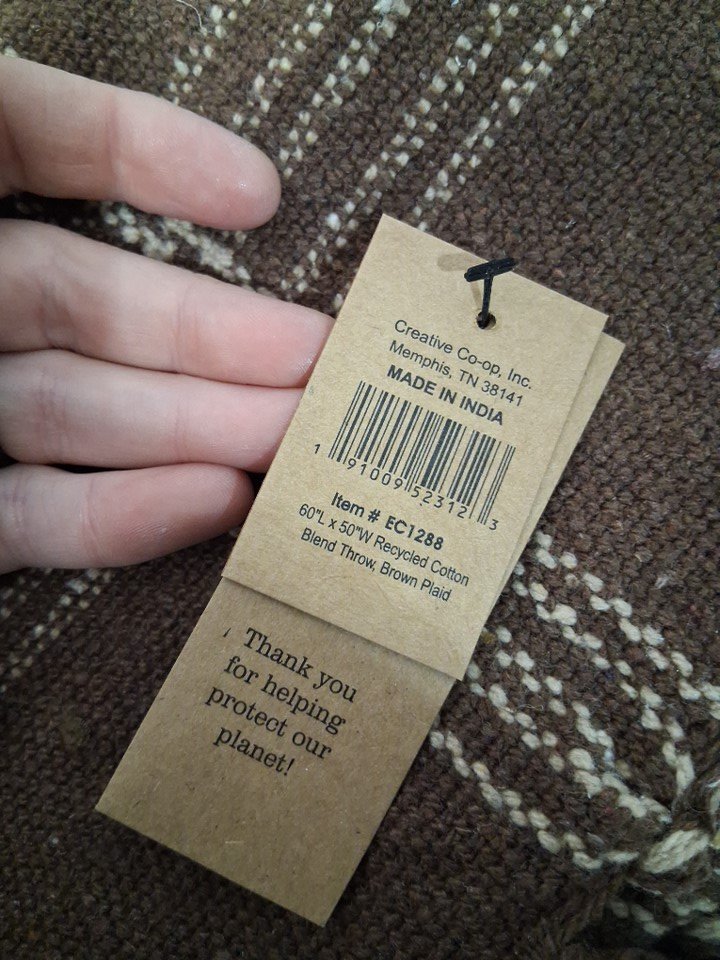 Creative Co-op, Inc.
Memphis, TN 38141
MADE IN INDIA
1 91009 52312 3
Item # EC1288
60"L x 50"W Recycled Cotton
Blend Throw, Brown Plaid
Thank you
for helping
protect our
planet!